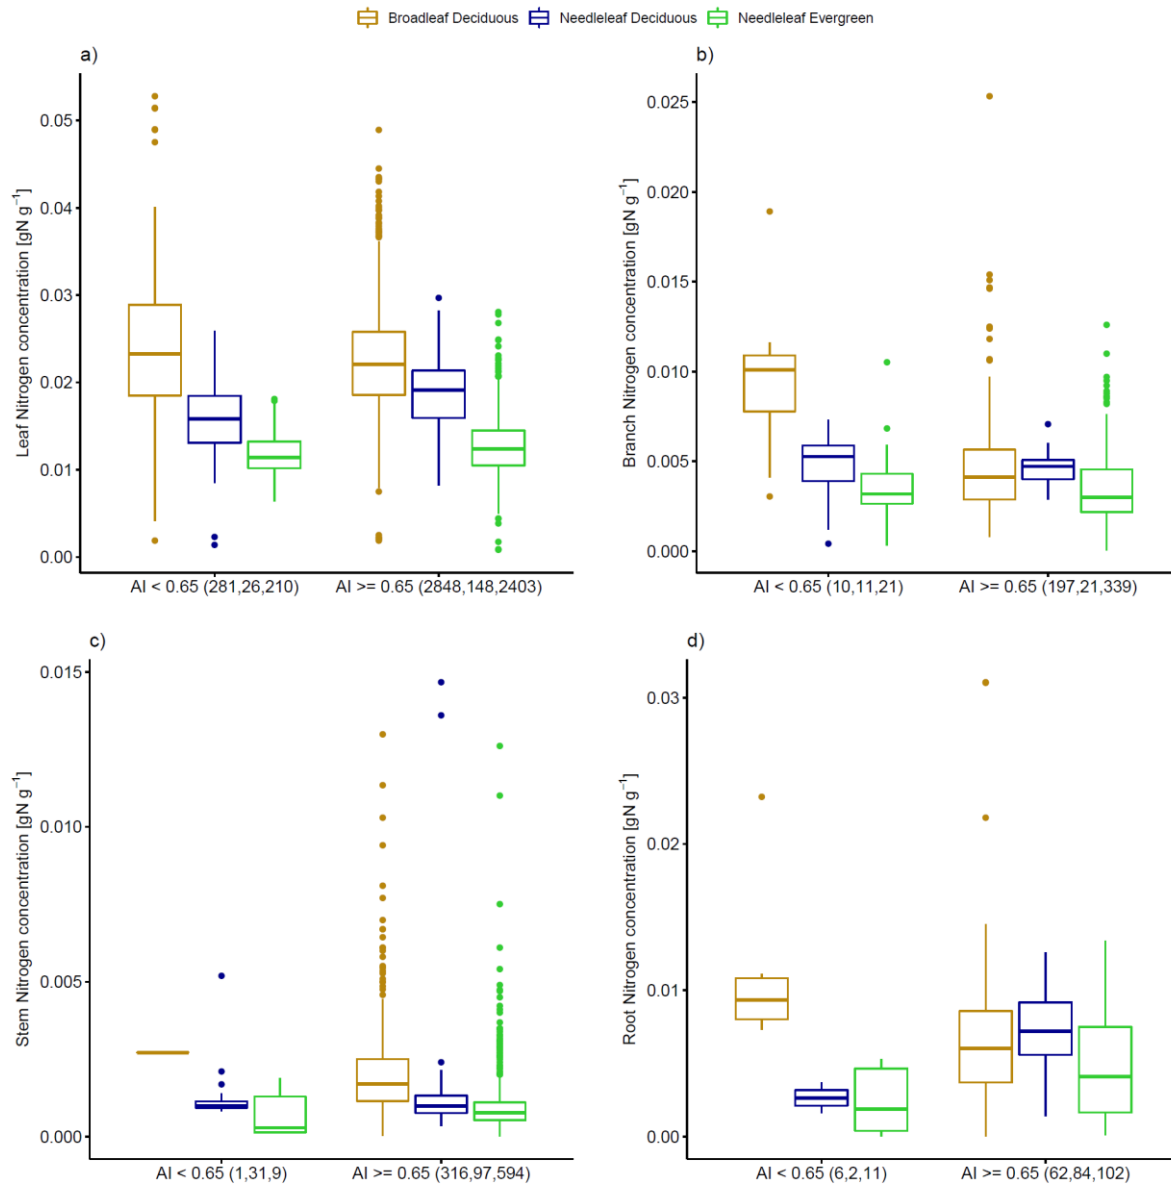 Broadleaf Deciduous Needleleaf Deciduous Needleleaf Evergreen
a)
Leaf Nitrogen concentration [gN g⁻¹]
0.05
0.04
0.03
0.02
0.01
0.00
AI < 0.65 (281,26,210) AI >= 0.65 (2848,148,2403)
b)
Branch Nitrogen concentration [gN g⁻¹]
0.025
0.020
0.015
0.010
0.005
0.000
AI < 0.65 (10,11,21) AI >= 0.65 (197,21,339)
c)
Stem Nitrogen concentration [gN g⁻¹]
0.015
0.010
0.005
0.000
AI < 0.65 (1,31,9) AI >= 0.65 (316,97,594)
d)
Root Nitrogen concentration [gN g⁻¹]
0.03
0.02
0.01
0.00
AI < 0.65 (6,2,11) AI >= 0.65 (62,84,102)